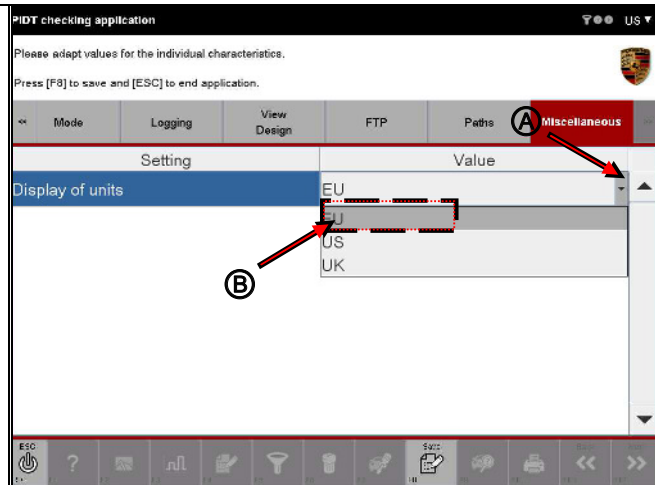 PIDT checking application
US
Please adapt values for the individual characteristics.
Press [F8] to save and [ESC] to end application.
Mode
Logging
View Design
FTP
Paths
A
Miscellaneous
Setting
Value
Display of units
EU
EU
US
UK
B
ESC
Save